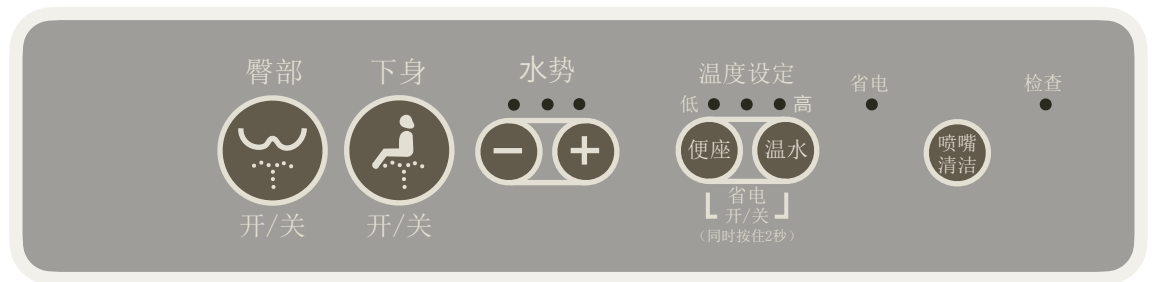 臀部
开/关
下身
开/关
水势
− +
温度设定
低 高
便座 温水
省电
开/关
（同时按住2秒）
省电
检查
喷嘴
清洁